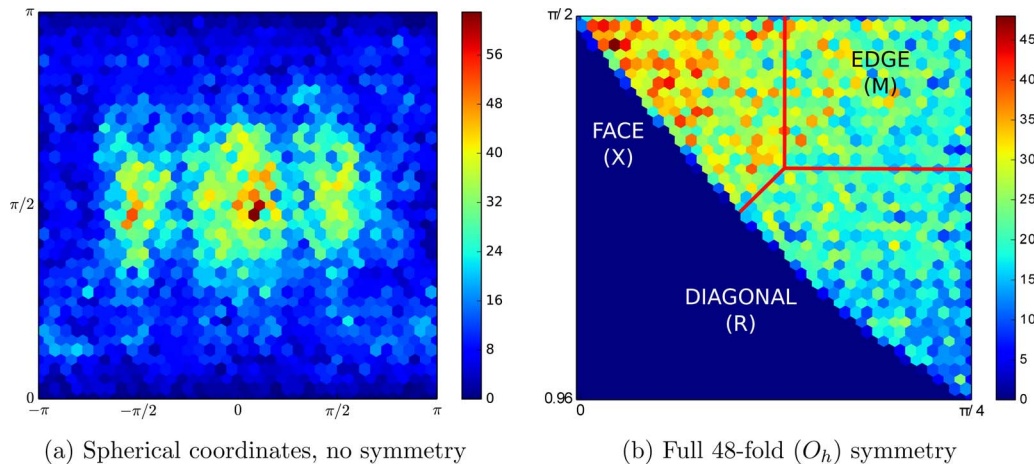 π
π/2
0
−π
−π/2
0
π/2
π
56
48
40
32
24
16
8
0
(a) Spherical coordinates, no symmetry
π/2
0.96
0
π/4
EDGE
(M)
FACE
(X)
DIAGONAL
(R)
45
40
35
30
25
20
15
10
5
0
(b) Full 48-fold (O_h) symmetry